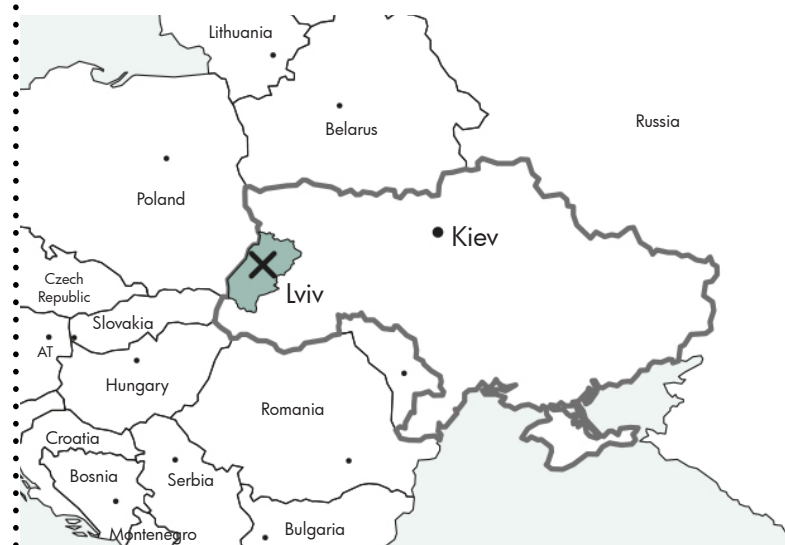 Lithuania
Belarus
Russia
Poland
Kiev
Czech
Republic
Lviv
Slovakia
AT
Hungary
Romania
Croatia
Bosnia
Serbia
Montenegro
Bulgaria